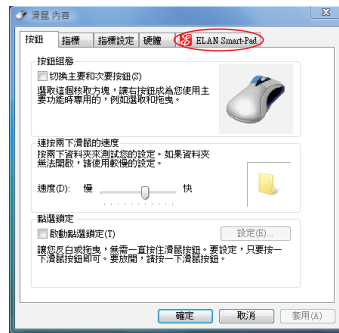 滑鼠 內容
按鈕 指標 指標設定 硬體 ELAN Smart-Pad
按鈕組態
切換主要和次要按鈕(S)
選取這個核取方塊，讓右按鈕成為您使用主
要功能時專用的，例如選取和拖曳。
連按兩下滑鼠的速度
按兩下資料夾來測試您的設定。如果資料夾
無法開啟，請使用較慢的設定。
速度(D): 慢 快
點選鎖定
啟動點選鎖定(T) 設定(E)...
讓您反白或拖曳，無需一直按住滑鼠按鈕。要設定，只要按一
下滑鼠按鈕即可。要放開，請按一下滑鼠按鈕。
確定 取消 套用(A)